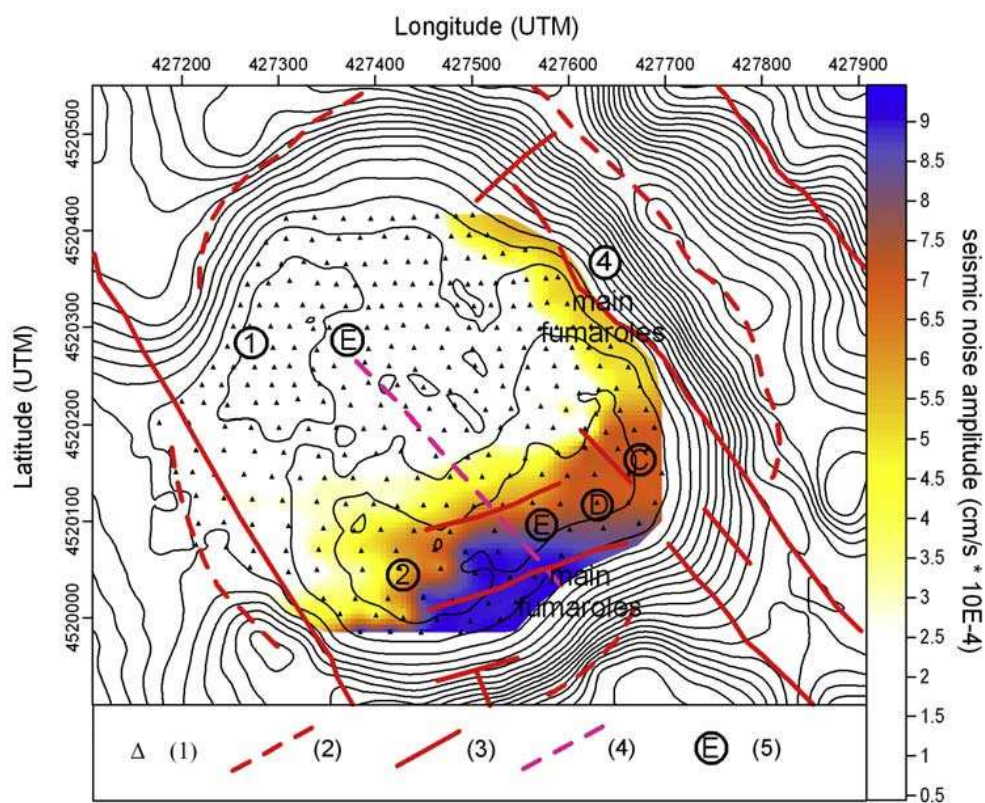 Longitude (UTM)
427200 427300 427400 427500 427600 427700 427800 427900
Latitude (UTM)
4520500
4520400
4520300
4520200
4520100
4520000
4
main
fumaroles
1
E
C
D
E
2
main
fumaroles
9
8.5
8
7.5
7
6.5
6
5.5
5
4.5
4
3.5
3
2.5
2
1.5
1
0.5
seismic noise amplitude (cm/s * 10E-4)
Δ (1) (2) (3) (4) E (5)